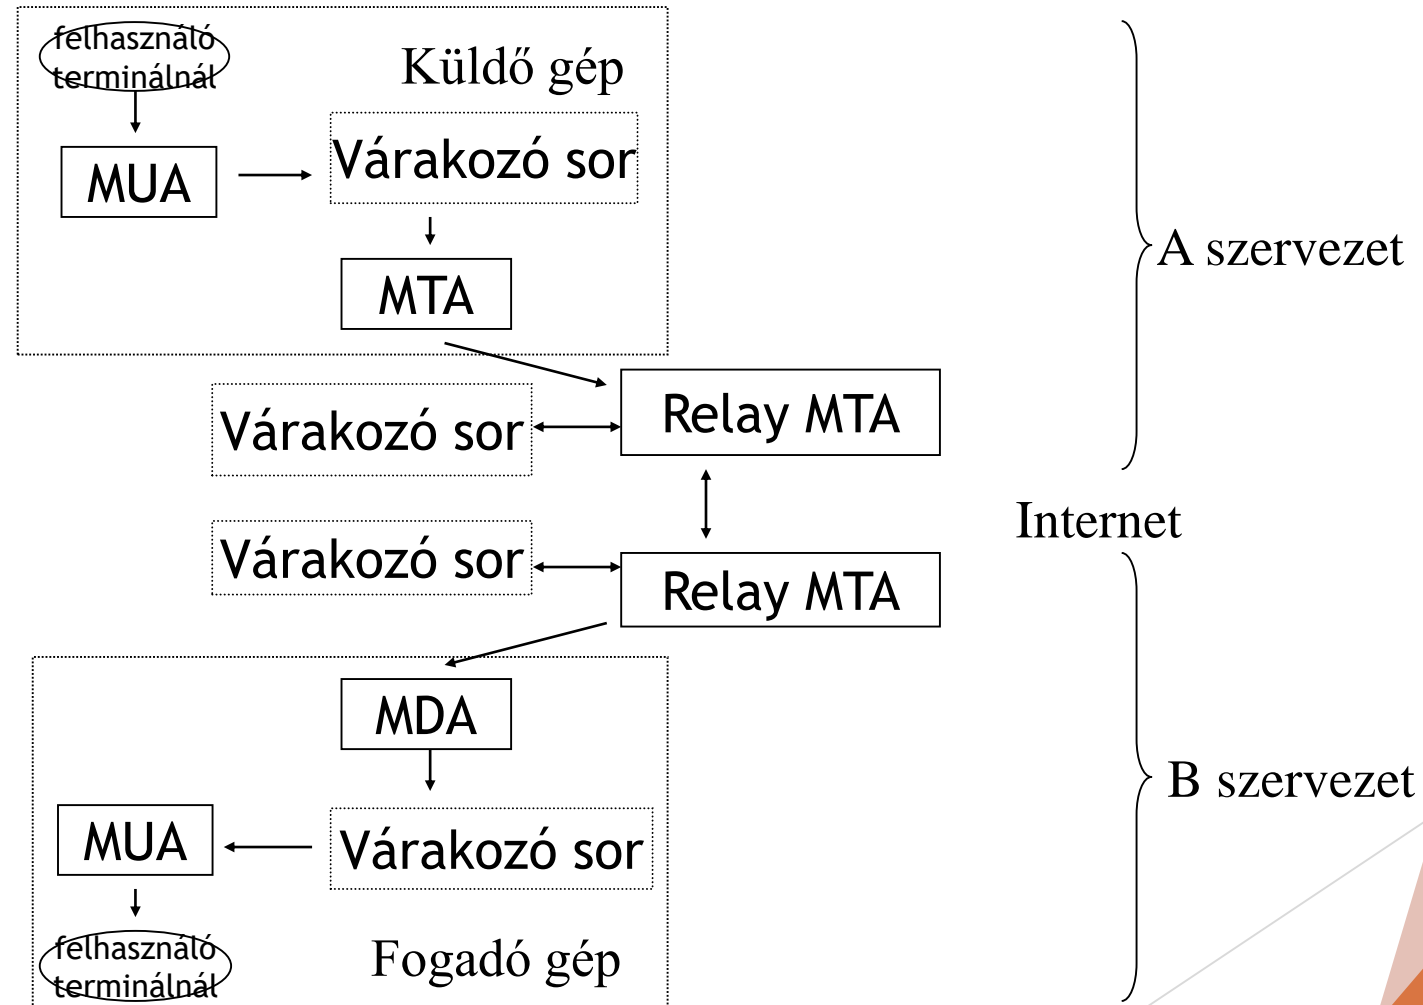 felhasználó
terminálnál
Küldő gép
MUA
Várakozó sor
MTA
A szervezet
Várakozó sor
Relay MTA
Internet
Várakozó sor
Relay MTA
MDA
B szervezet
MUA
Várakozó sor
felhasználó
terminálnál
Fogadó gép